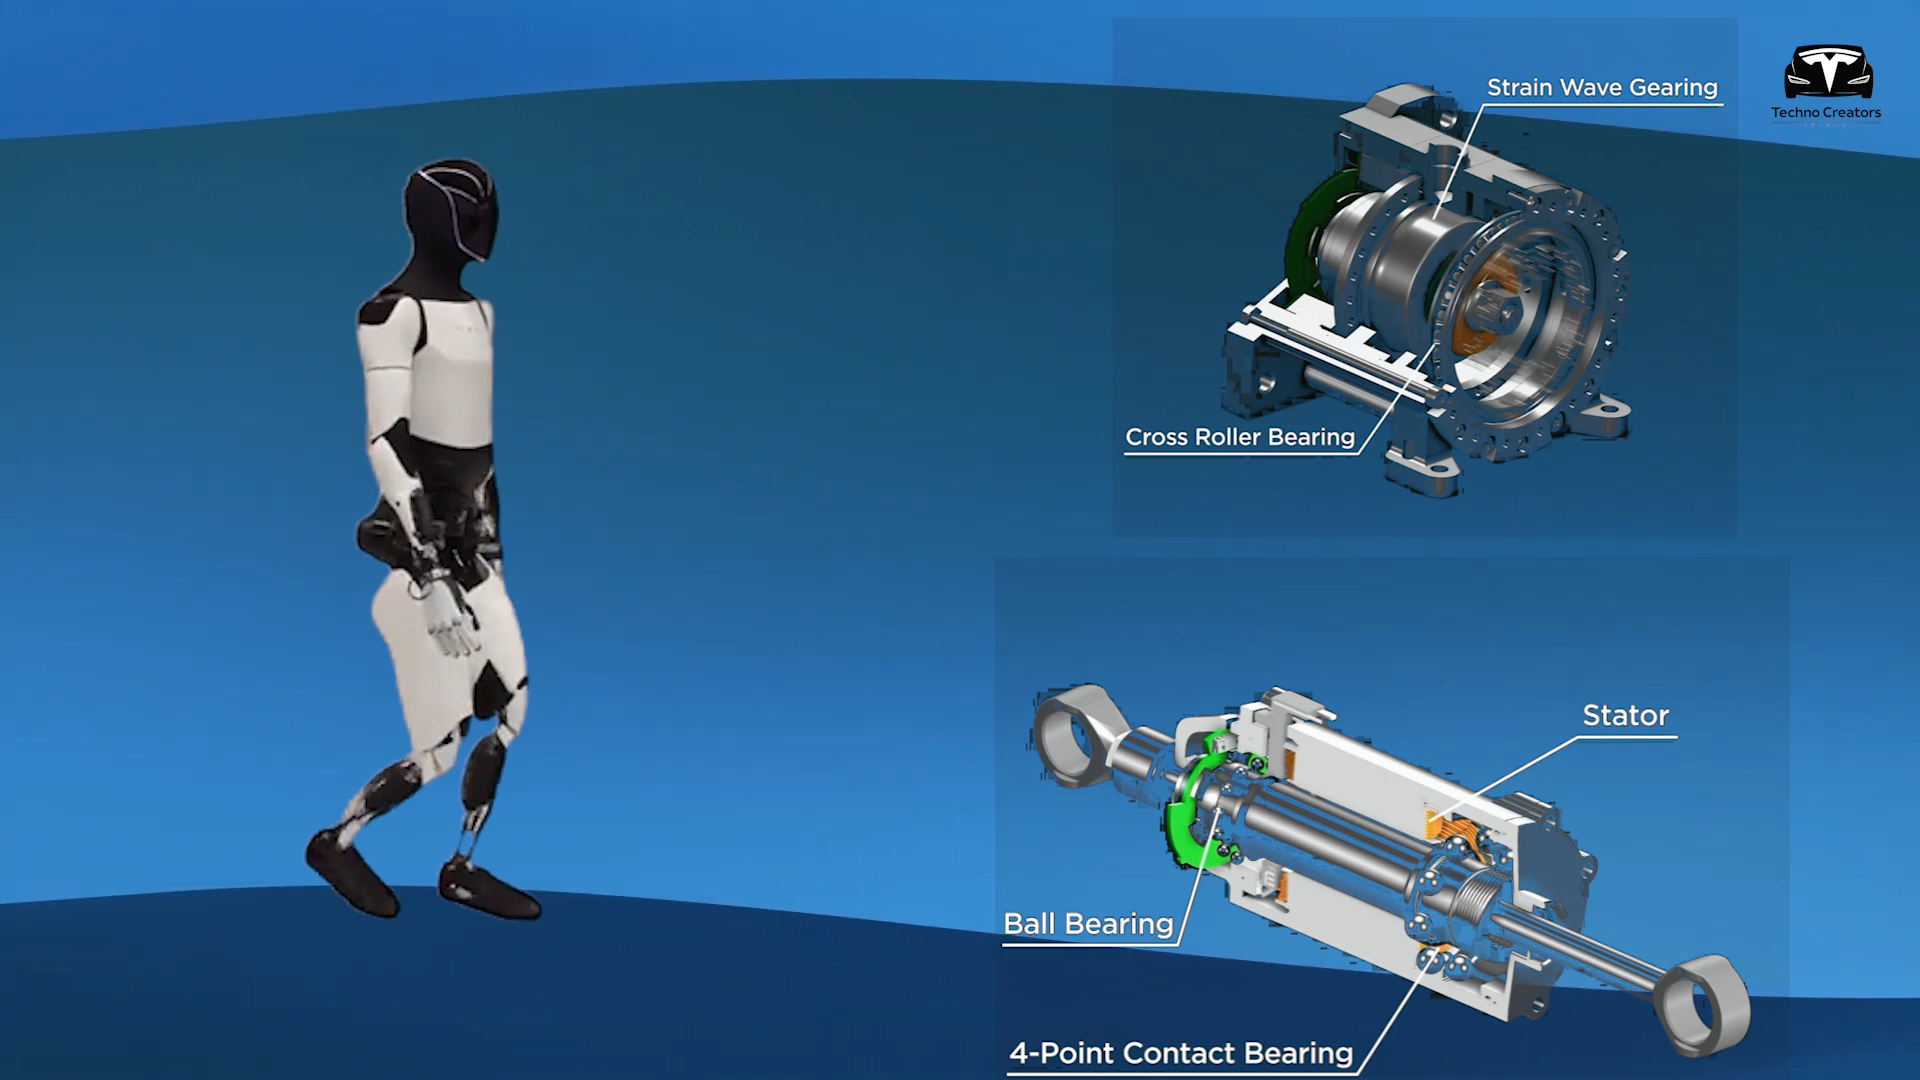 Strain Wave Gearing
Techno Creators
Cross Roller Bearing
Stator
Ball Bearing
4-Point Contact Bearing